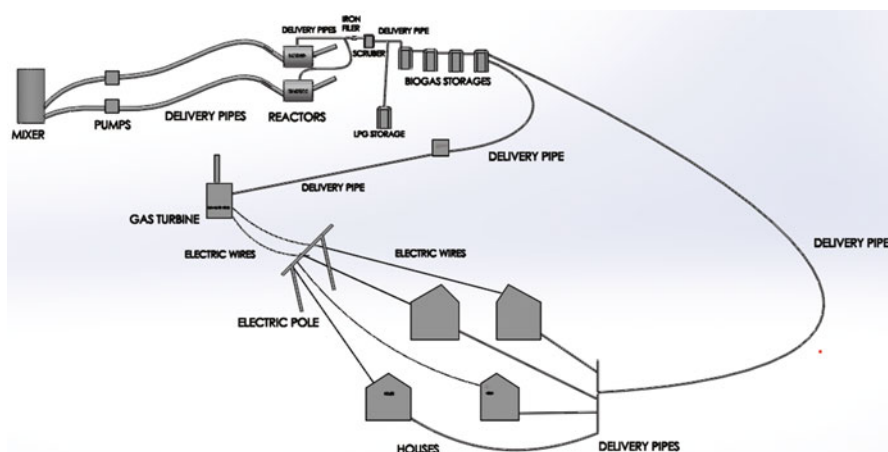 DELIVERY PIPES
IRON
FILER
DELIVERY PIPE
SCRUBER
BIOGAS STORAGES
MIXER
PUMPS
DELIVERY PIPES
REACTORS
LPG STORAGE
DELIVERY PIPE
DELIVERY PIPE
GAS TURBINE
ELECTRIC WIRES
ELECTRIC WIRES
DELIVERY PIPE
ELECTRIC POLE
HOUSES
DELIVERY PIPES